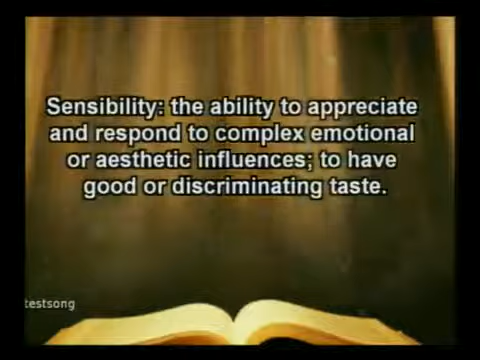 Sensibility: the ability to appreciate
and respond to complex emotional
or aesthetic influences; to have
good or discriminating taste.
testsong